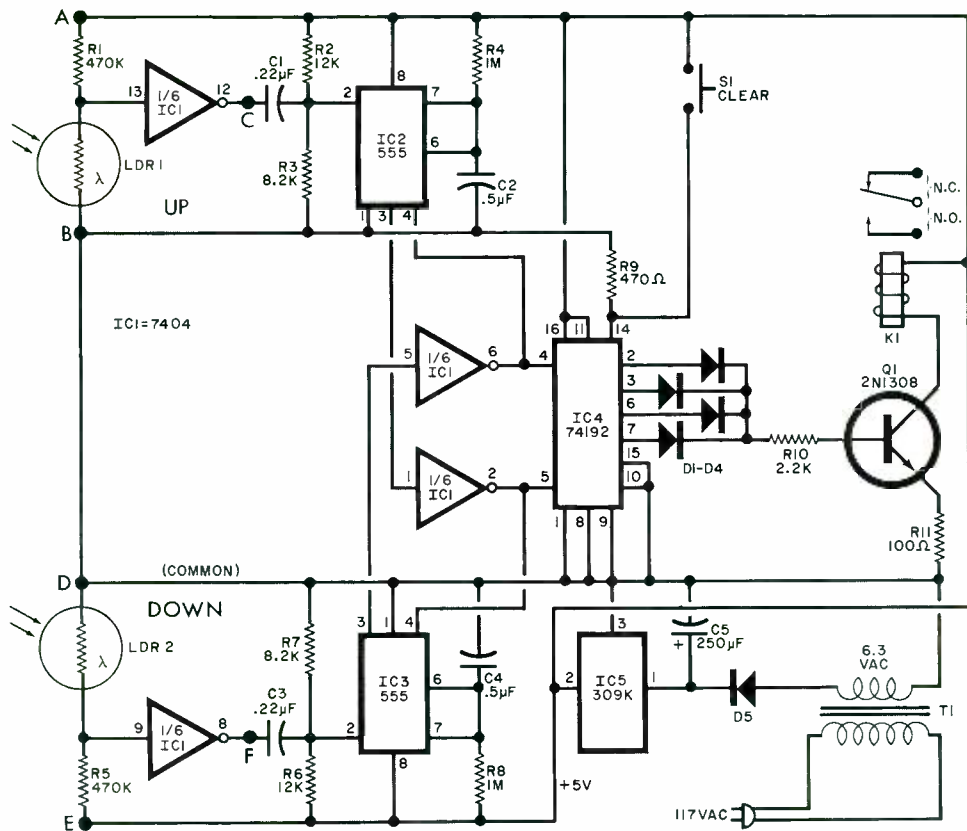 A
R1
470K
13
1/6
IC1
12
C
C1
.22µF
R2
12K
R3
8.2K
2
8
IC2
555
7
6
1
3
4
R4
1M
C2
.5µF
S1
CLEAR
LDR1
λ
UP
B
N.C.
N.O.
K1
R9
470Ω
IC1=7404
5
1/6
IC1
6
1
1/6
IC1
2
16
11
14
4
5
IC4
74192
2
3
6
7
15
10
1
8
9
D1-D4
R10
2.2K
Q1
2N1308
R11
100Ω
D
(COMMON)
DOWN
LDR 2
λ
R7
8.2K
3
1
4
IC3
555
6
7
2
8
C4
.5µF
R8
1M
9
1/6
IC1
8
F
C3
.22µF
R6
12K
R5
470K
E
+5V
3
2
IC5
309K
1
C5
250µF
+
D5
6.3
VAC
T1
117VAC